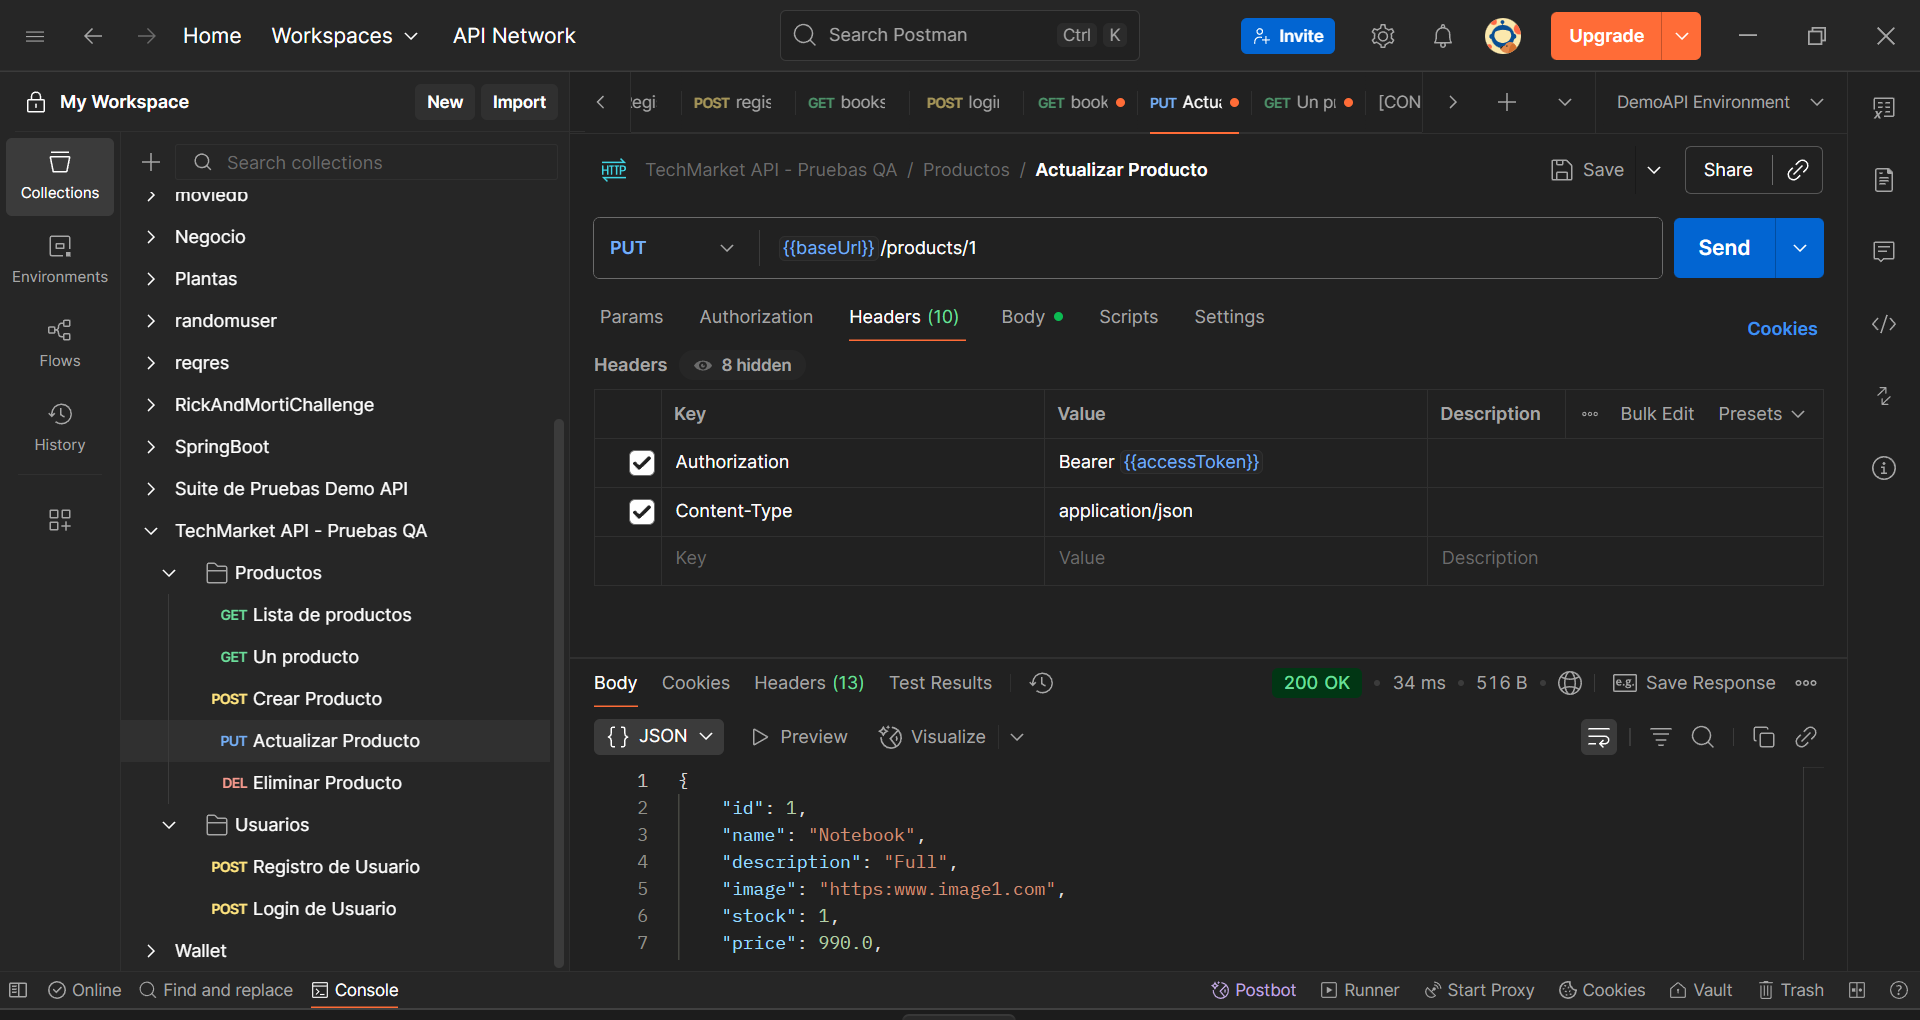 Home Workspaces API Network Search Postman Ctrl K Invite Upgrade
My Workspace New Import
POST regis GET books POST login GET book PUT Actua GET Un pr [CON DemoAPI Environment
Search collections
Collections
Environments
Flows
History
moviedb
Negocio
Plantas
randomuser
reqres
RickAndMortiChallenge
SpringBoot
Suite de Pruebas Demo API
TechMarket API - Pruebas QA
Productos
GET Lista de productos
GET Un producto
POST Crear Producto
PUT Actualizar Producto
DEL Eliminar Producto
Usuarios
POST Registro de Usuario
POST Login de Usuario
Wallet
HTTP TechMarket API - Pruebas QA / Productos / Actualizar Producto Save Share
PUT {{baseUrl}} /products/1 Send
Params Authorization Headers (10) Body Scripts Settings Cookies
Headers 8 hidden
Key Value Description Bulk Edit Presets
Authorization Bearer {{accessToken}}
Content-Type application/json
Key Value Description
Body Cookies Headers (13) Test Results 200 OK 34 ms 516 B e.g. Save Response
{} JSON Preview Visualize
1 {
2 "id": 1,
3 "name": "Notebook",
4 "description": "Full",
5 "image": "https:www.image1.com",
6 "stock": 1,
7 "price": 990.0,
Online Find and replace Console Postbot Runner Start Proxy Cookies Vault Trash